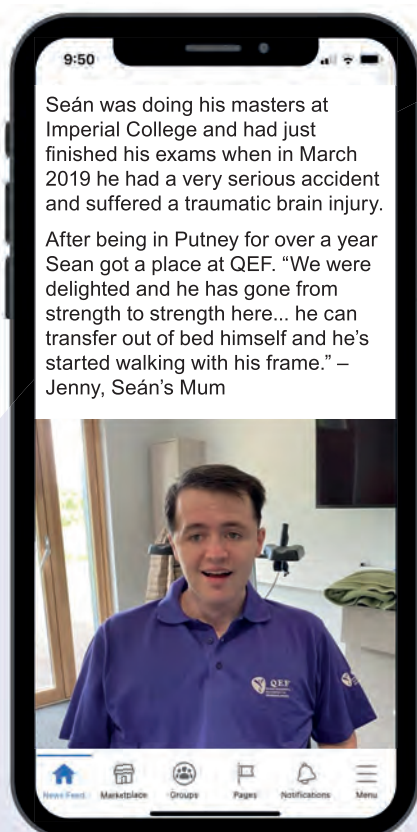 9:50
Seán was doing his masters at
Imperial College and had just
finished his exams when in March
2019 he had a very serious accident
and suffered a traumatic brain injury.
After being in Putney for over a year
Sean got a place at QEF. “We were
delighted and he has gone from
strength to strength here... he can
transfer out of bed himself and he’s
started walking with his frame.” –
Jenny, Seán’s Mum
QEF
News Feed Marketplace Groups Pages Notifications Menu